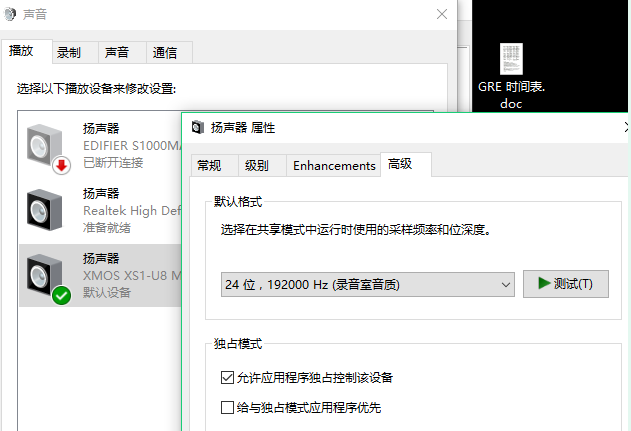 声音
播放
录制
声音
通信
选择以下播放设备来修改设置:
扬声器
EDIFIER S1000MA
已断开连接
扬声器
Realtek High Def
准备就绪
扬声器
XMOS XS1-U8 M
默认设备
GRE 时间表.
doc
扬声器 属性
常规
级别
Enhancements
高级
默认格式
选择在共享模式中运行时使用的采样频率和位深度。
24 位，192000 Hz (录音室音质)
测试(T)
独占模式
允许应用程序独占控制该设备
给与独占模式应用程序优先